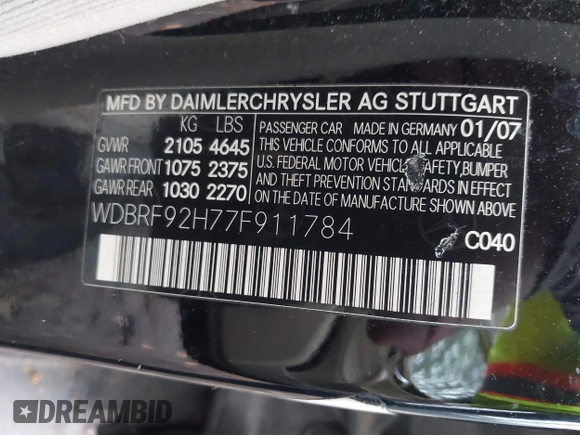 MFD BY DAIMLERCHRYSLER AG STUTTGART
KG LBS
GVWR 2105 4645
GAWR FRONT 1075 2375
GAWR REAR 1030 2270
PASSENGER CAR MADE IN GERMANY 01/07
THIS VEHICLE CONFORMS TO ALL APPLICABLE
U.S. FEDERAL MOTOR VEHICLE SAFETY, BUMPER
AND THEFT PREVENTION STANDARDS IN EFFECT
ON THE DATE OF MANUFACTURE SHOWN ABOVE.
WDBRF92H77F911784
C040
DREAMBID